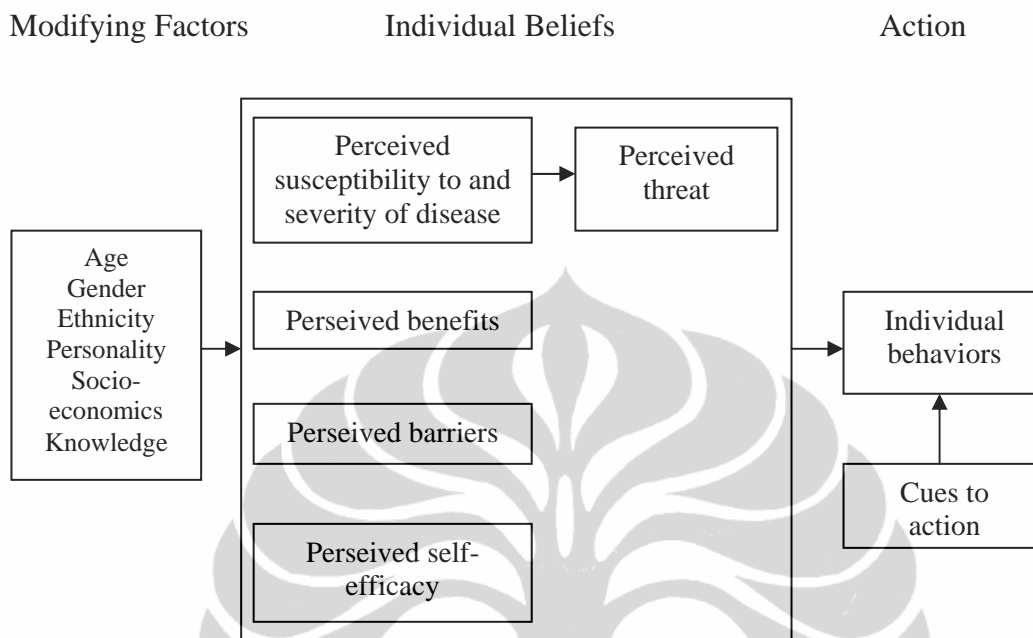 Modifying Factors
Individual Beliefs
Action
Perceived
susceptibility to and
severity of disease
Perceived
threat
Age
Gender
Ethnicity
Personality
Socio-
economics
Knowledge
Perseived benefits
Perseived barriers
Perseived self-
efficacy
Individual
behaviors
Cues to
action